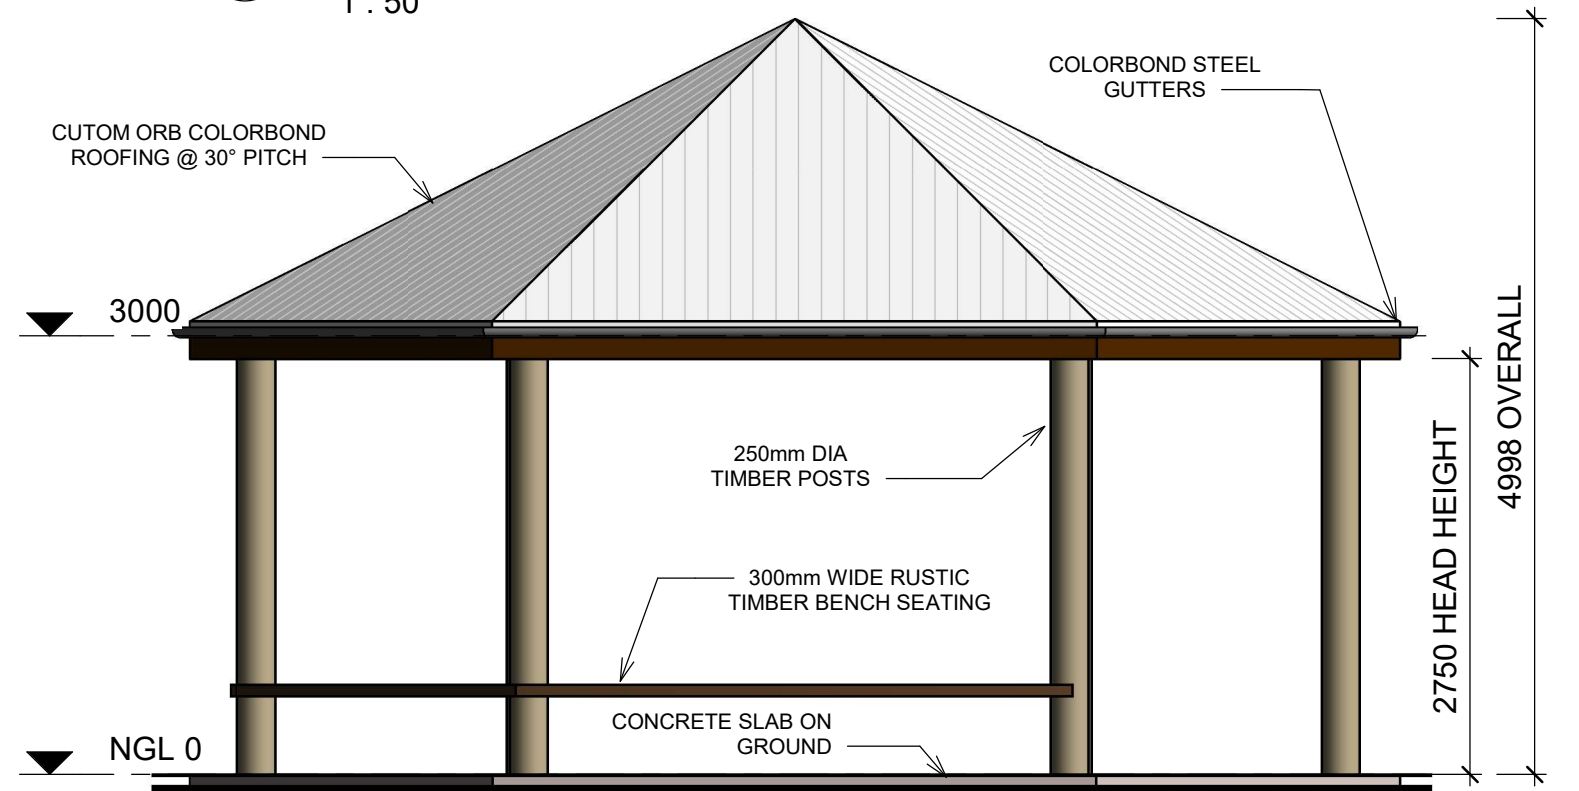 1 : 50
COLORBOND STEEL
GUTTERS
CUTOM ORB COLORBOND
ROOFING @ 30° PITCH
3000
4998 OVERALL
250mm DIA
TIMBER POSTS
2750 HEAD HEIGHT
300mm WIDE RUSTIC
TIMBER BENCH SEATING
CONCRETE SLAB ON
GROUND
NGL 0